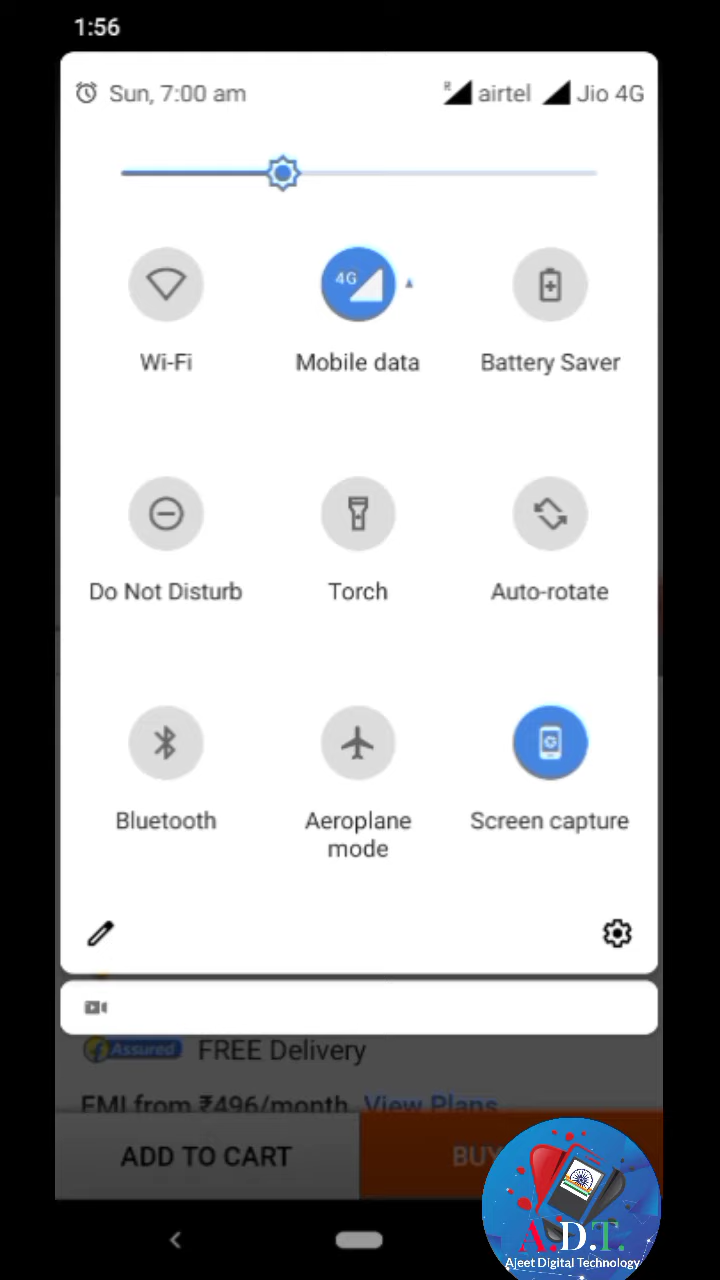 1:56
Sun, 7:00 am
R airtel Jio 4G
4G
Wi-Fi Mobile data Battery Saver
Do Not Disturb Torch Auto-rotate
Bluetooth Aeroplane mode Screen capture
Assured FREE Delivery
EMI from ₹496/month View Plans
ADD TO CART BUY
A.D.T.
Ajeet Digital Technology